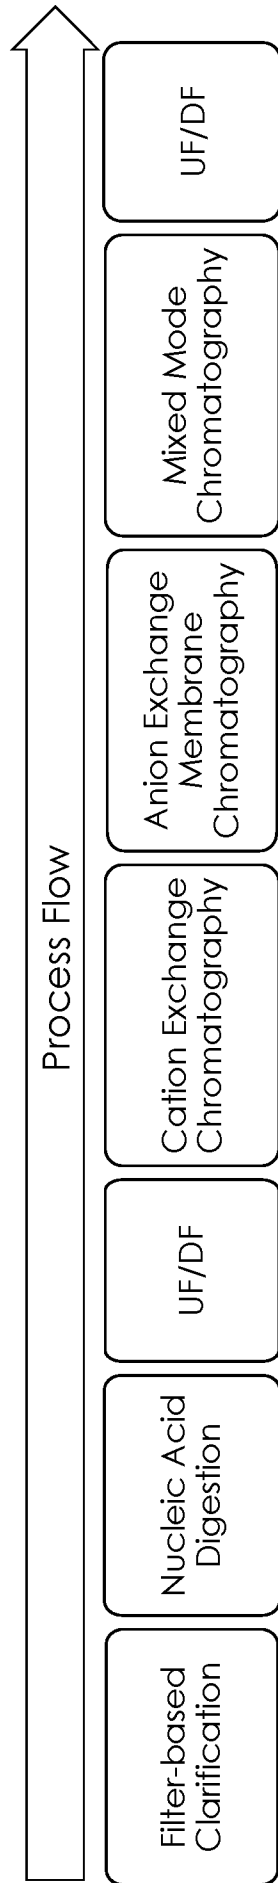 Process Flow
Filter-based
Clarification
Nucleic Acid
Digestion
UF/DF
Cation Exchange
Chromatography
Anion Exchange
Membrane
Chromatography
Mixed Mode
Chromatography
UF/DF